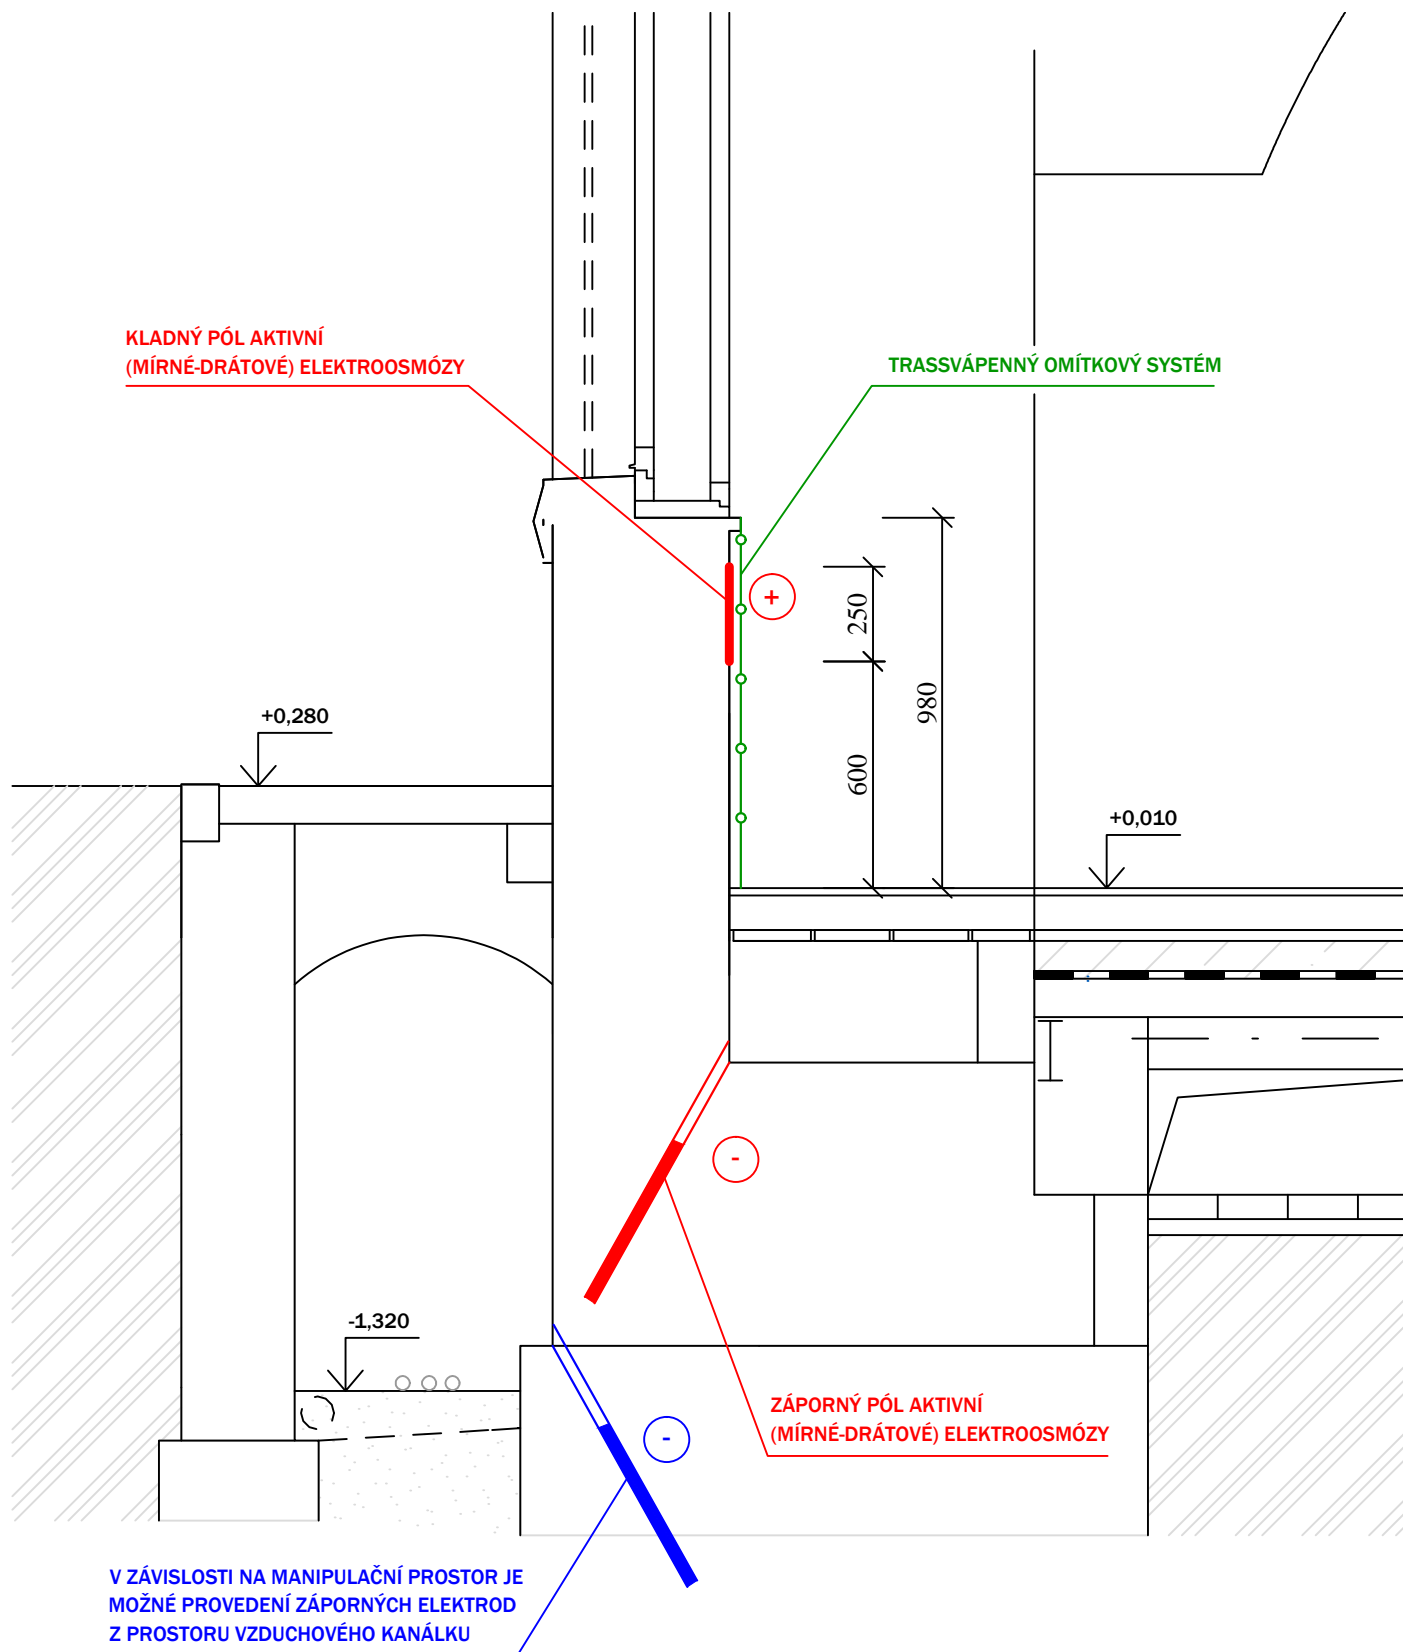 KLADNÝ PÓL AKTIVNÍ
(MÍRNÉ-DRÁTOVÉ) ELEKTROOSMÓZY
TRASSVÁPENNÝ OMÍTKOVÝ SYSTÉM
+
250
980
600
+0,280
+0,010
-
-1,320
ZÁPORNÝ PÓL AKTIVNÍ
(MÍRNÉ-DRÁTOVÉ) ELEKTROOSMÓZY
-
V ZÁVISLOSTI NA MANIPULAČNÍ PROSTOR JE
MOŽNÉ PROVEDENÍ ZÁPORNÝCH ELEKTROD
Z PROSTORU VZDUCHOVÉHO KANÁLKU